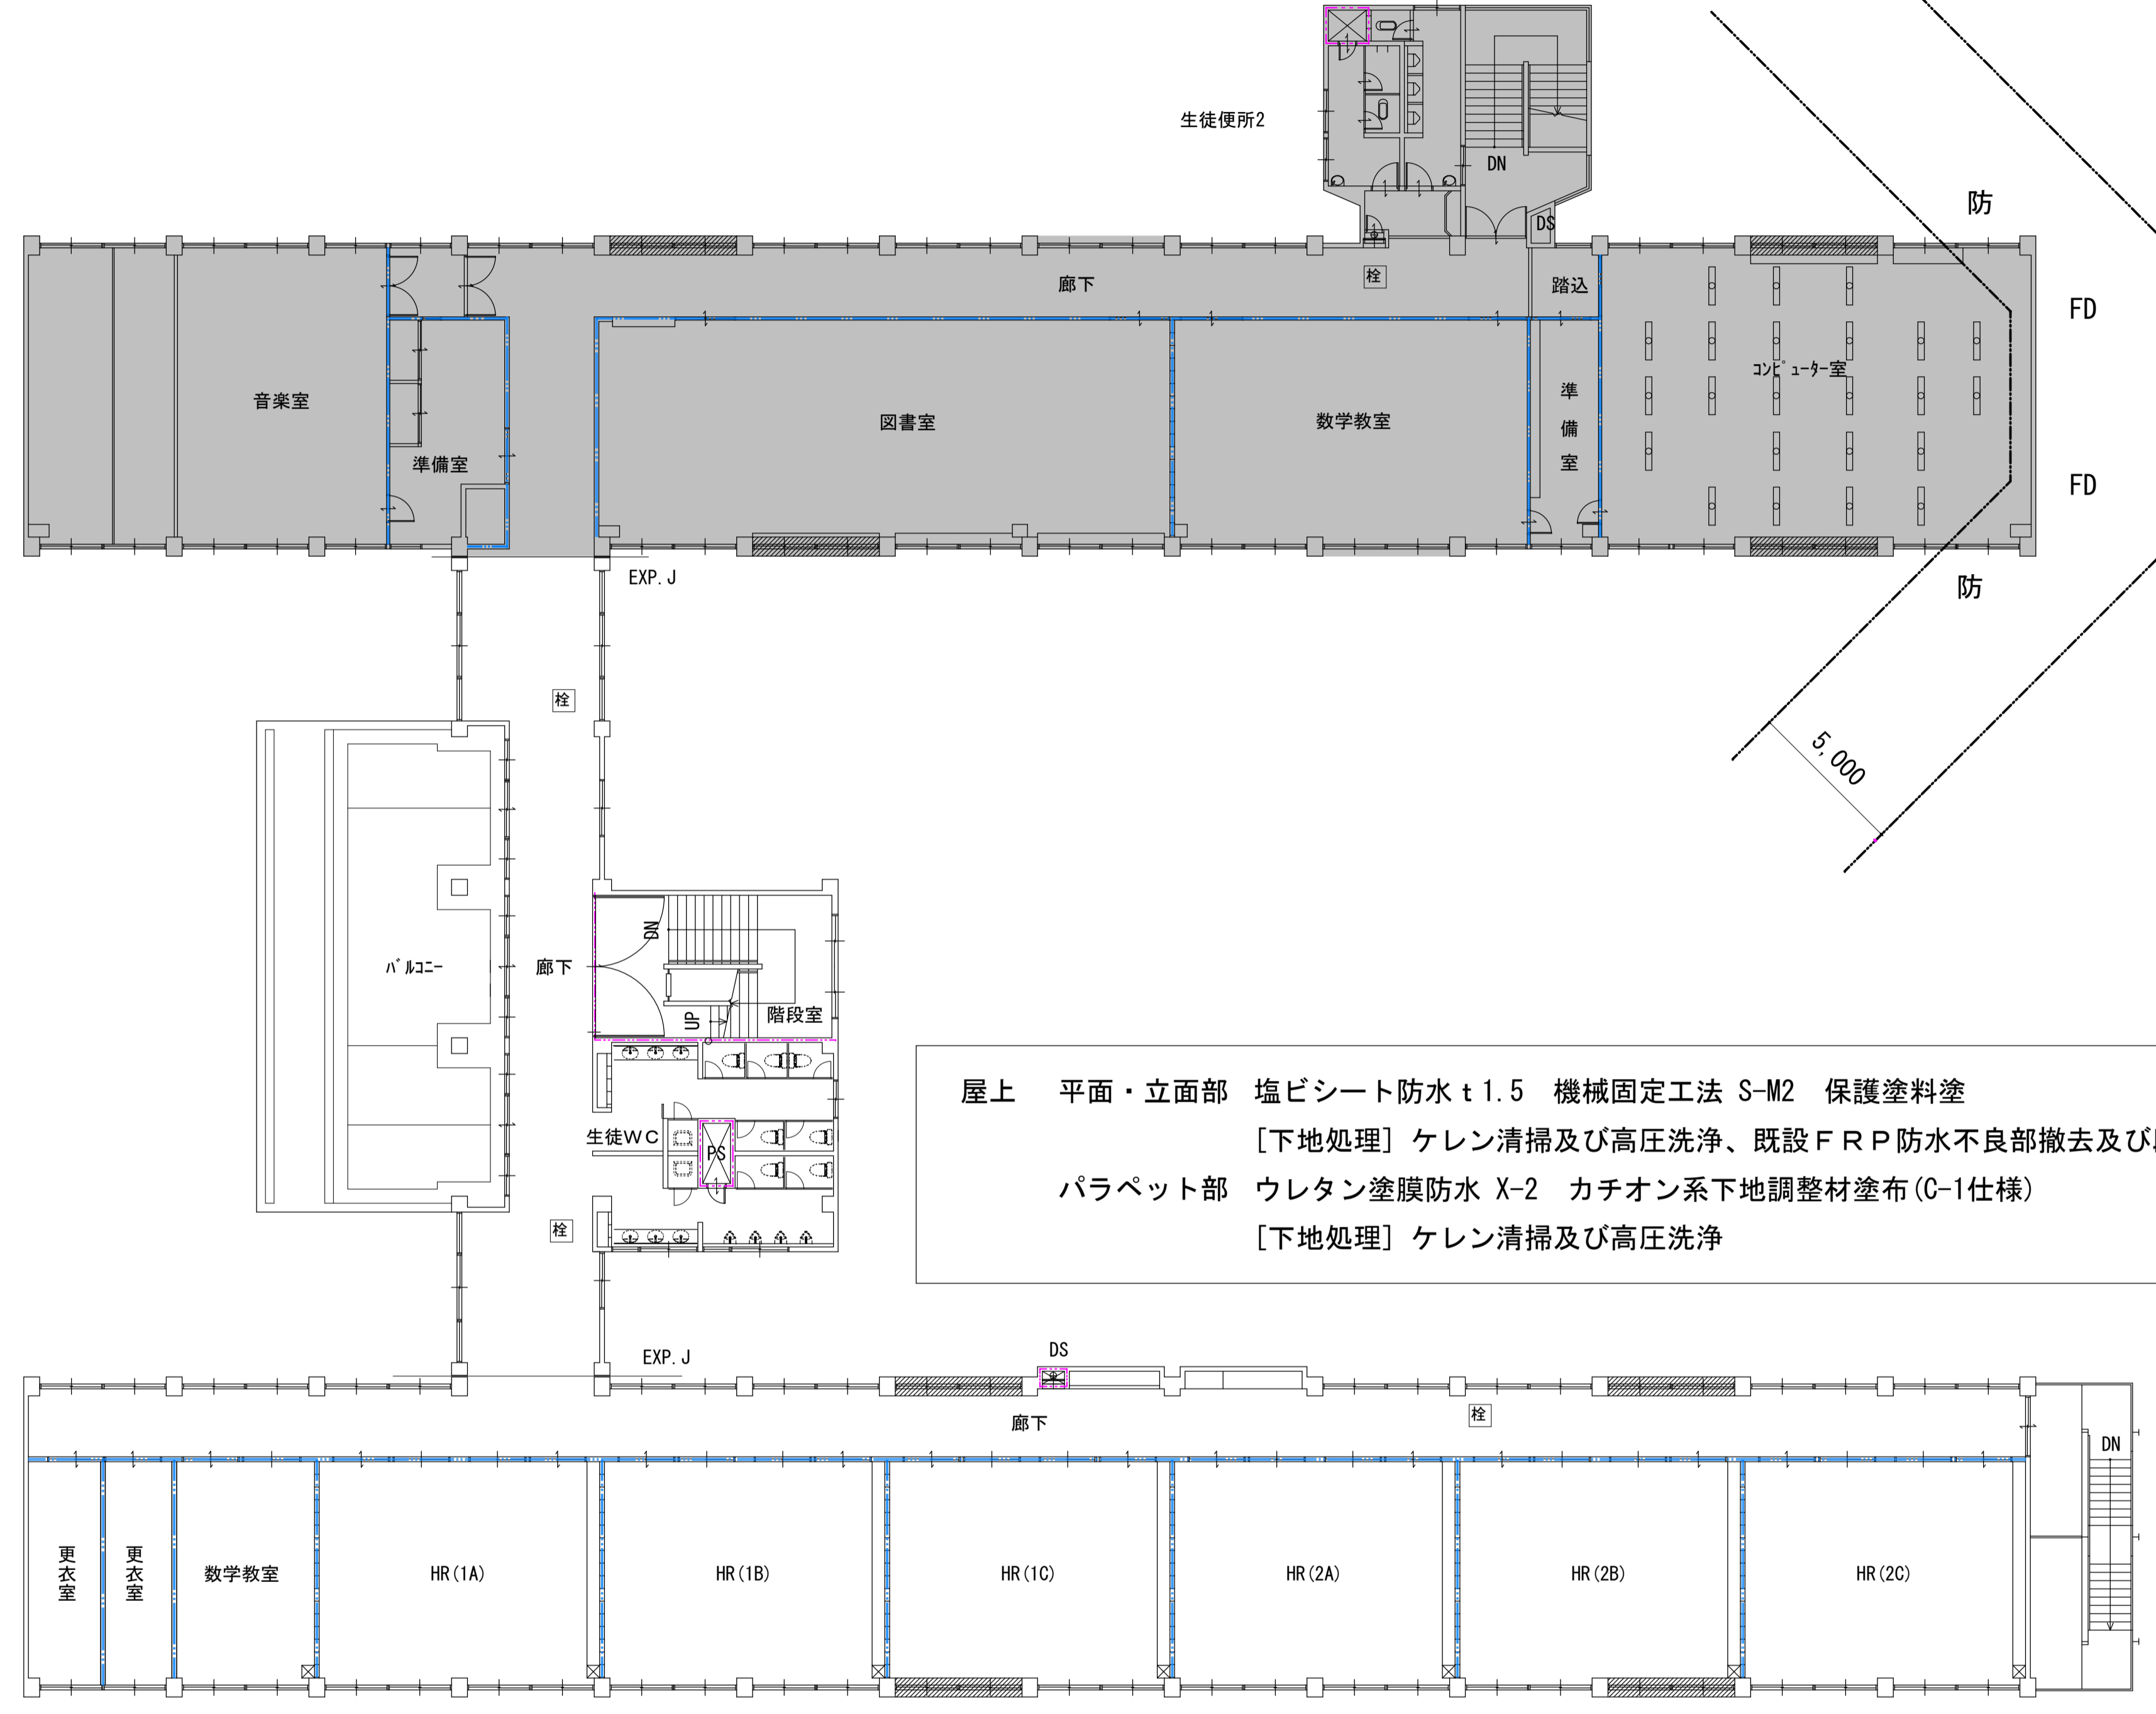 生徒便所2
DN
DS
防
栓
廊下
踏込
FD
音楽室
準備室
図書室
数学教室
準備室
コンピューター室
FD
EXP.J
防
栓
5,000
DN
バルコニー
廊下
UP
階段室
生徒WC
PS
栓
屋上 平面・立面部 塩ビシート防水 t 1.5 機械固定工法 S-M2 保護塗料塗
[下地処理] ケレン清掃及び高圧洗浄、既設FRP防水不良部撤去及び
パラペット部 ウレタン塗膜防水 X-2 カチオン系下地調整材塗布(C-1仕様)
[下地処理] ケレン清掃及び高圧洗浄
EXP.J
DS
廊下
栓
DN
更衣室
更衣室
数学教室
HR(1A)
HR(1B)
HR(1C)
HR(2A)
HR(2B)
HR(2C)